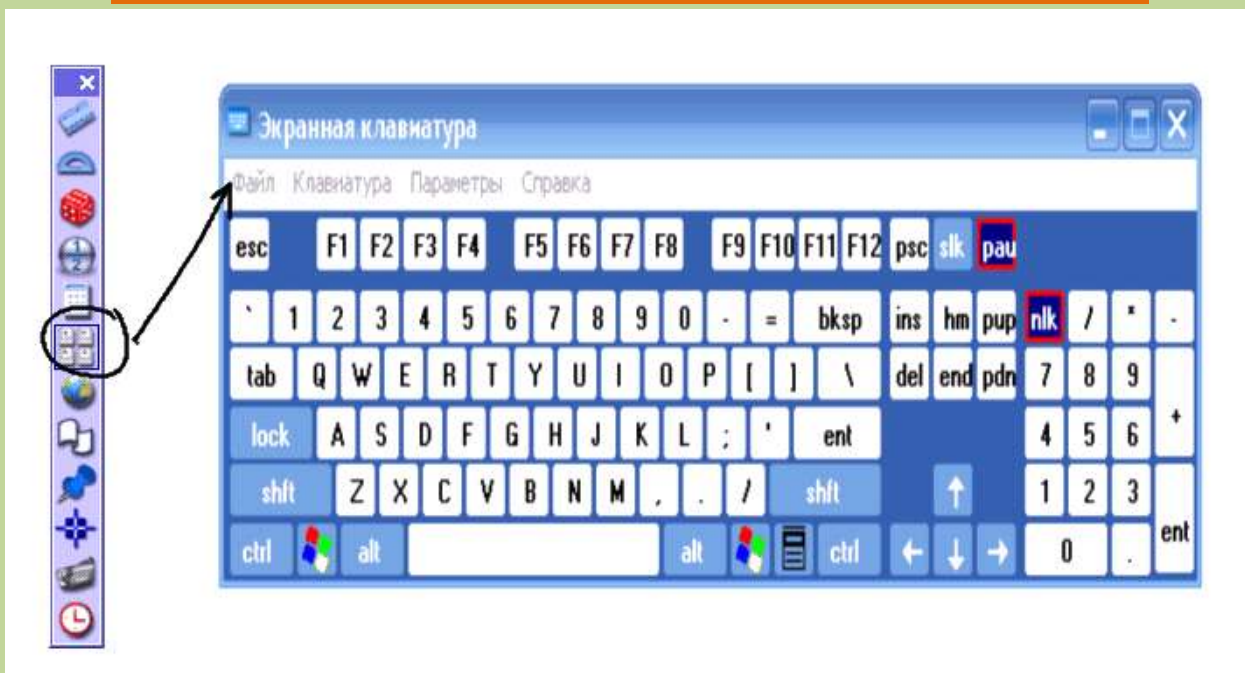 Экранная клавиатура
Файл Клавиатура Параметры Справка
esc F1 F2 F3 F4 F5 F6 F7 F8 F9 F10 F11 F12 psc slk pau
` 1 2 3 4 5 6 7 8 9 0 - = bksp ins hm pup nlk / * -
tab Q W E R T Y U I O P [ ] \ del end pdn 7 8 9 +
lock A S D F G H J K L ; ' ent 4 5 6
shft Z X C V B N M , . / shft ↑ 1 2 3 ent
ctrl alt alt ctrl ← ↓ → 0 .
1
2